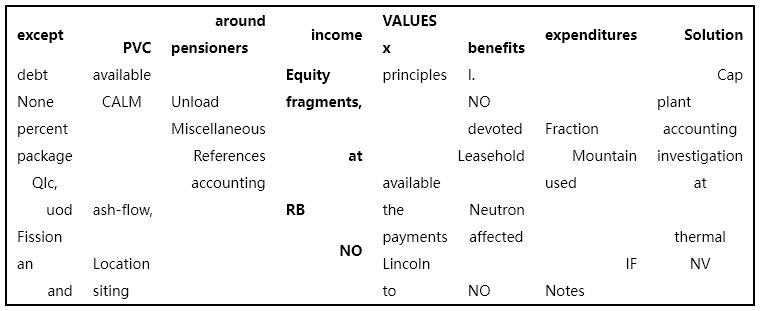 around VALUES
except income expenditures Solution
PVC pensioners x benefits
debt available Equity principles I. Cap
None CALM Unload fragments, NO plant
percent Miscellaneous devoted Fraction accounting
package References at Leasehold Mountain investigation
QIc, accounting available used at
uod ash-flow, RB the Neutron
Fission payments affected thermal
NO
an Location Lincoln IF NV
and siting to NO Notes